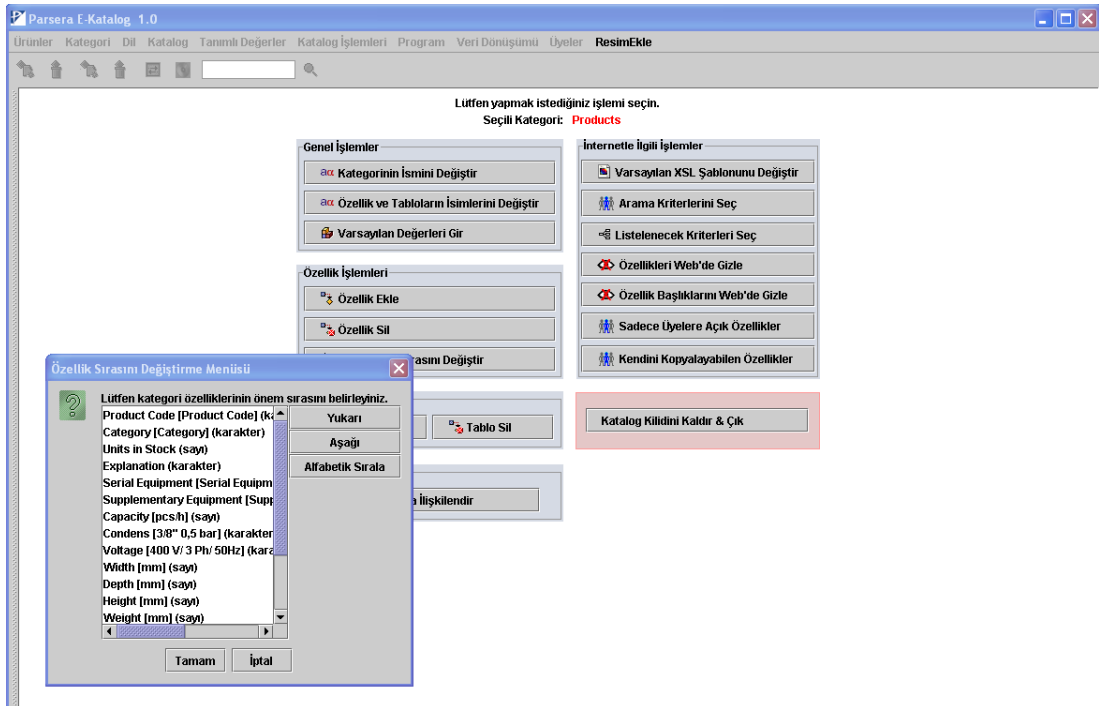 Parsera E-Katalog 1.0
Ürünler Kategori Dil Katalog Tanımlı Değerler Katalog İşlemleri Program Veri Dönüşümü Üyeler ResimEkle
Lütfen yapmak istediğiniz işlemi seçin.
Seçili Kategori: Products
Genel İşlemler
aα Kategorinin İsmini Değiştir
aα Özellik ve Tabloların İsimlerini Değiştir
Varsayılan Değerleri Gir
Özellik İşlemleri
Özellik Ekle
Özellik Sil
Değiştir
Tablo Sil
İlişkilendir
İnternetle İlgili İşlemler
Varsayılan XSL Şablonunu Değiştir
Arama Kriterlerini Seç
Listelenecek Kriterleri Seç
Özellikleri Web'de Gizle
Özellik Başlıklarını Web'de Gizle
Sadece Üyelere Açık Özellikler
Kendini Kopyalayabilen Özellikler
Katalog Kilidini Kaldır & Çık
Özellik Sırasını Değiştirme Menüsü
Lütfen kategori özelliklerinin önem sırasını belirleyiniz.
Product Code [Product Code]
Category [Category] (karakter)
Units in Stock (sayı)
Explanation (karakter)
Serial Equipment [Serial
Supplementary Equipment
Capacity [pcs/h] (sayı)
Condens [3/8" 0,5 bar] (karakter
Voltage [400 V/ 3 Ph/ 50Hz]
Width [mm] (sayı)
Depth [mm] (sayı)
Height [mm] (sayı)
Weight [mm] (sayı)
Yukarı
Aşağı
Alfabetik Sırala
Tamam İptal